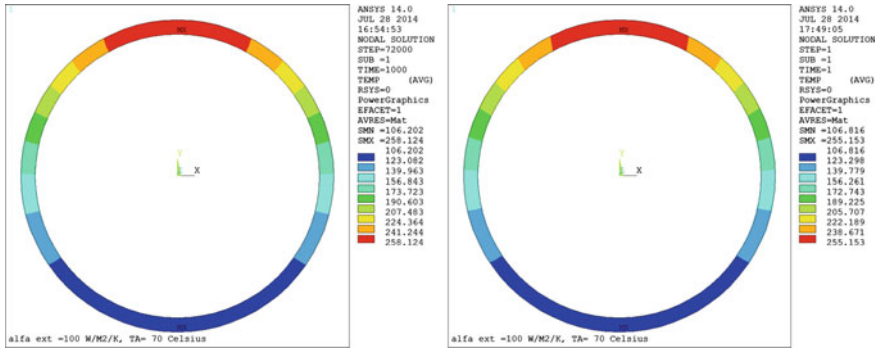 1
ANSYS 14.0
JUL 28 2014
16:54:53
NODAL SOLUTION
STEP=72000
SUB =1
TIME=1000
TEMP (AVG)
RSYS=0
PowerGraphics
EFACET=1
AVRES=Mat
SMN =106.202
SMX =258.124
106.202
123.082
139.963
156.843
173.723
190.603
207.483
224.364
241.244
258.124
MX
Y
X
alfa ext =100 W/M2/K, TA= 70 Celsius
1
ANSYS 14.0
JUL 28 2014
17:49:05
NODAL SOLUTION
STEP=1
SUB =1
TIME=1
TEMP (AVG)
RSYS=0
PowerGraphics
EFACET=1
AVRES=Mat
SMN =106.816
SMX =255.153
106.816
123.298
139.779
156.261
172.743
189.225
205.707
222.189
238.671
255.153
MX
Y
X
alfa ext =100 W/M2/K, TA= 70 Celsius